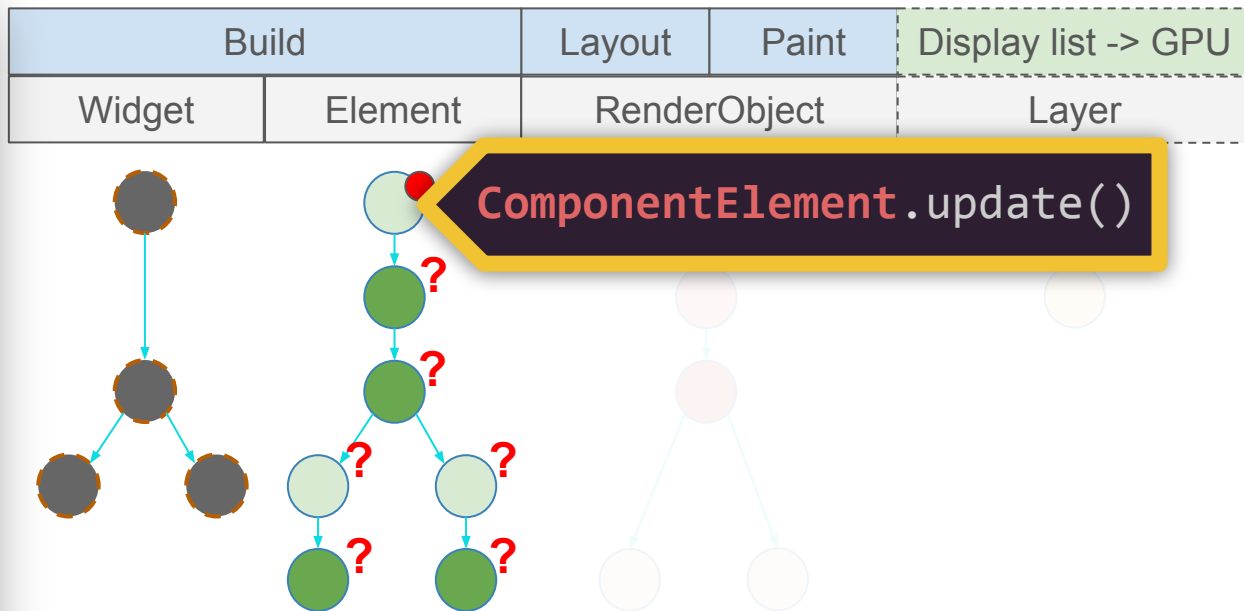 Build Layout Paint Display list -> GPU
Widget Element RenderObject Layer
ComponentElement.update()
?
?
? ?
? ?